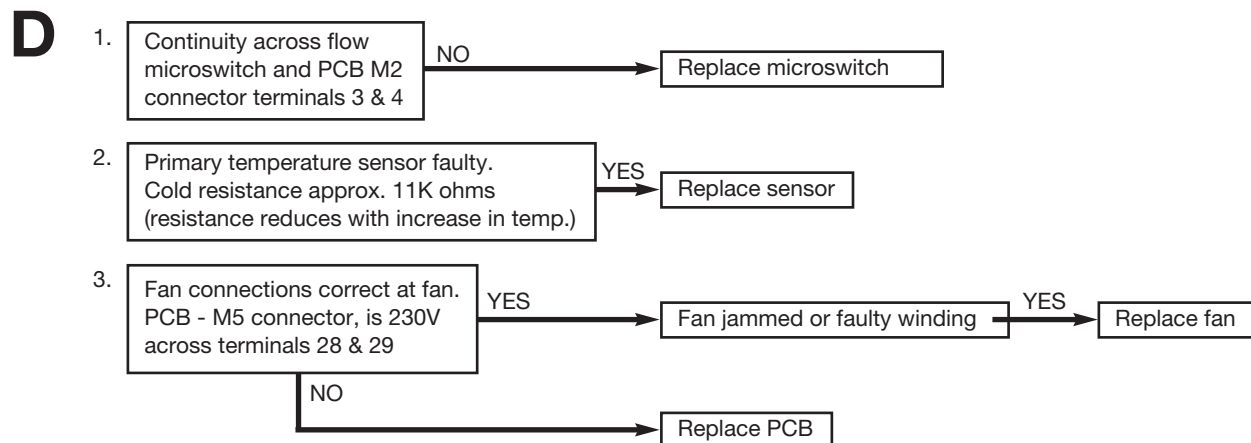 D
1.
Continuity across flow
microswitch and PCB M2
connector terminals 3 & 4
NO
Replace microswitch
2.
Primary temperature sensor faulty.
Cold resistance approx. 11K ohms
(resistance reduces with increase in temp.)
YES
Replace sensor
3.
Fan connections correct at fan.
PCB - M5 connector, is 230V
across terminals 28 & 29
YES
Fan jammed or faulty winding
YES
Replace fan
NO
Replace PCB